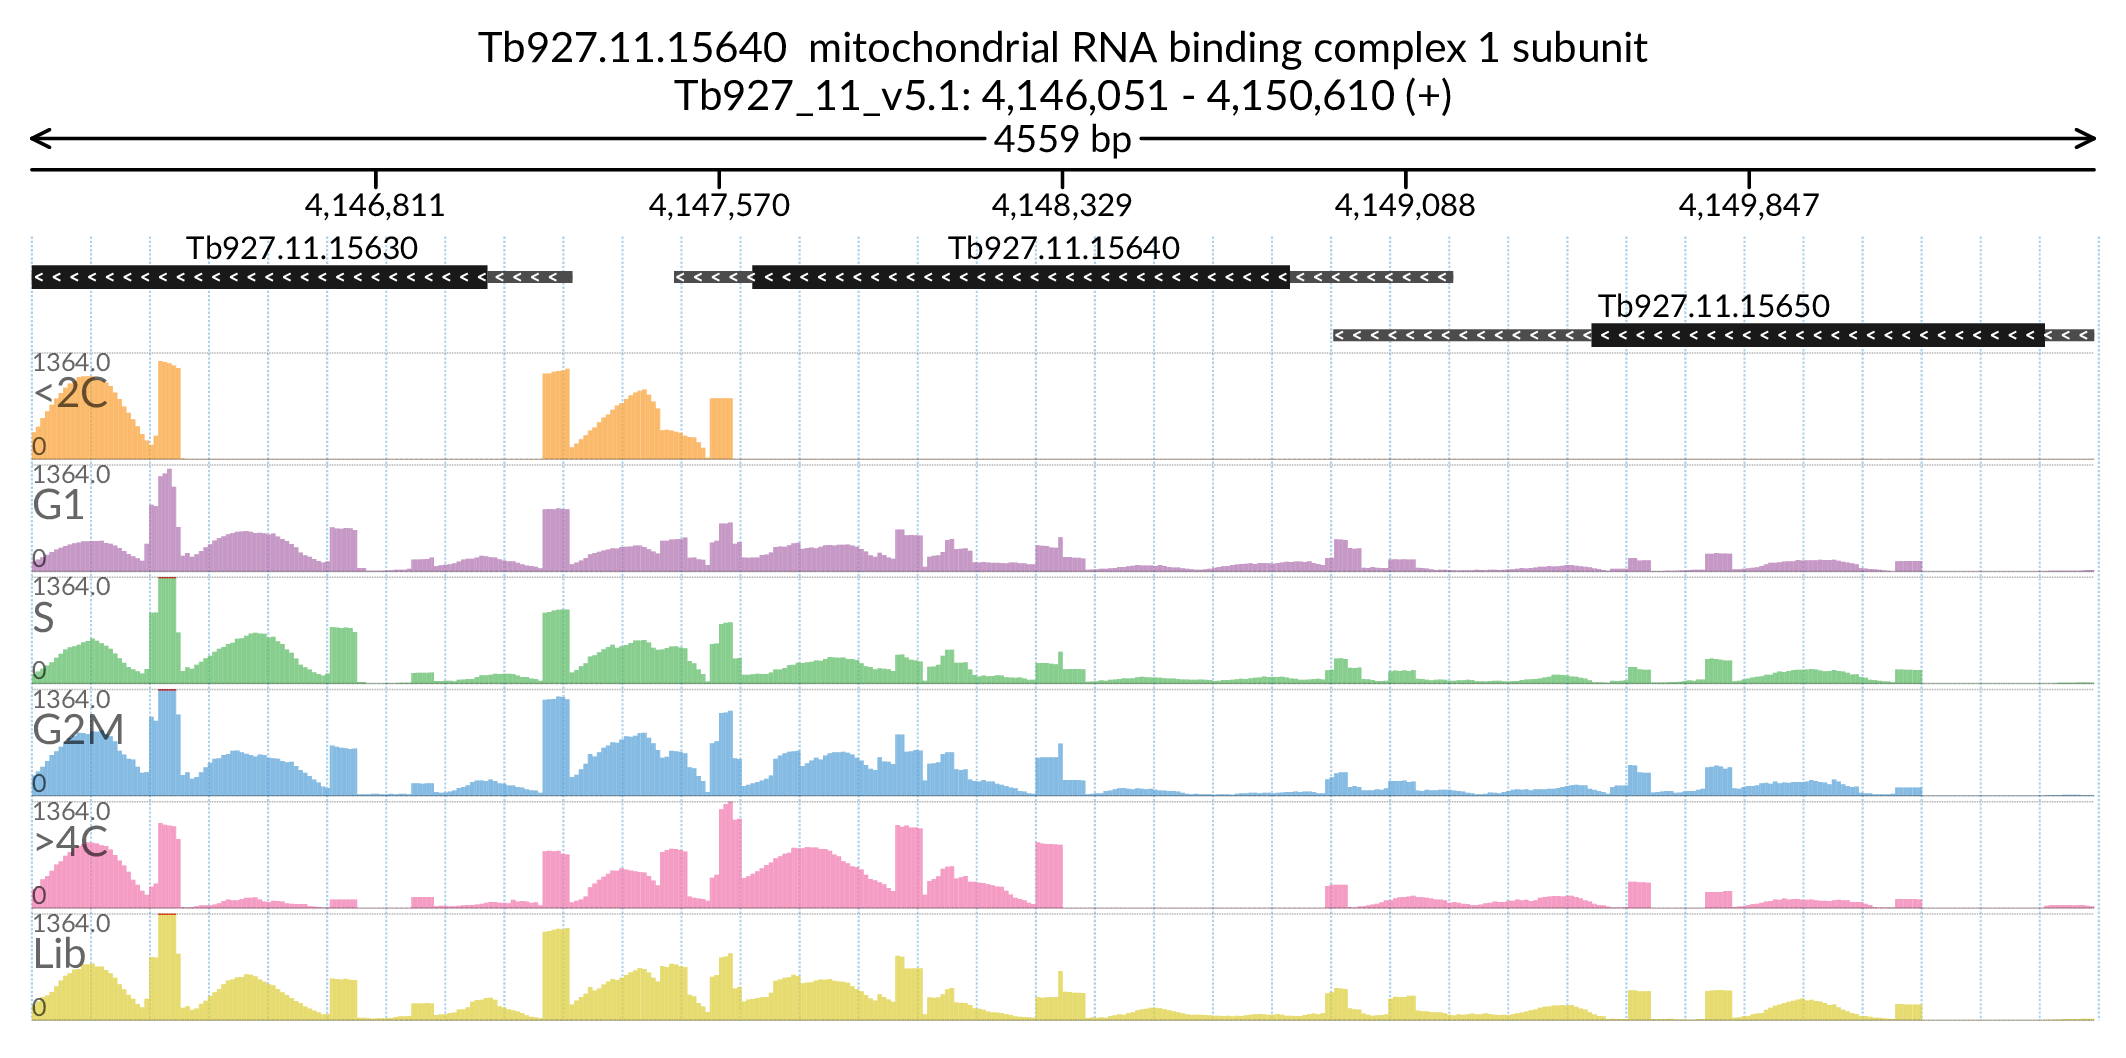 Tb927.11.15640  mitochondrial RNA binding complex 1 subunit
Tb927_11_v5.1: 4,146,051 - 4,150,610 (+)
4559 bp
4,146,811 4,147,570 4,148,329 4,149,088 4,149,847
Tb927.11.15630 Tb927.11.15640
Tb927.11.15650
1364.0
<2C
0
1364.0
G1
0
1364.0
S
0
1364.0
G2M
0
1364.0
>4C
0
1364.0
Lib
0